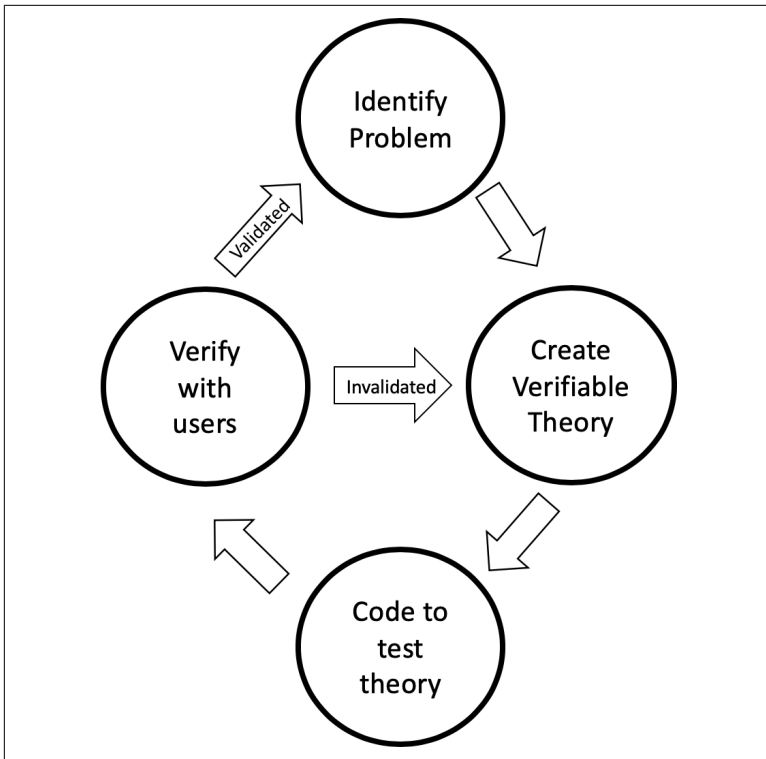 Identify
Problem
Validated
Verify
with
users
Invalidated
Create
Verifiable
Theory
Code to
test
theory